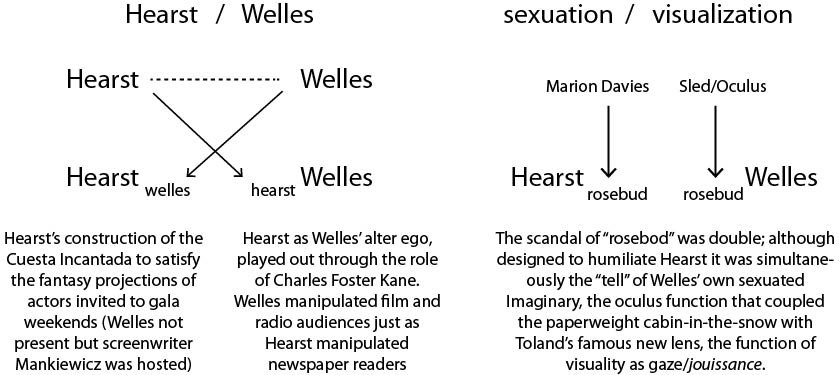 Hearst / Welles
Hearst Welles
Hearst welles hearst Welles
Hearst's construction of the
Cuesta Incantada to satisfy
the fantasy projections of
actors invited to gala
weekends (Welles not
present but screenwriter
Mankiewicz was hosted)
Hearst as Welles' alter ego,
played out through the role
of Charles Foster Kane.
Welles manipulated film and
radio audiences just as
Hearst manipulated
newspaper readers
sexuation / visualization
Marion Davies Sled/Oculus
Hearst rosebud rosebud Welles
The scandal of “rosebod” was double; although
designed to humiliate Hearst it was simultane-
ously the “tell” of Welles' own sexuated
Imaginary, the oculus function that coupled
the paperweight cabin-in-the-snow with
Toland's famous new lens, the function of
visuality as gaze/jouissance.